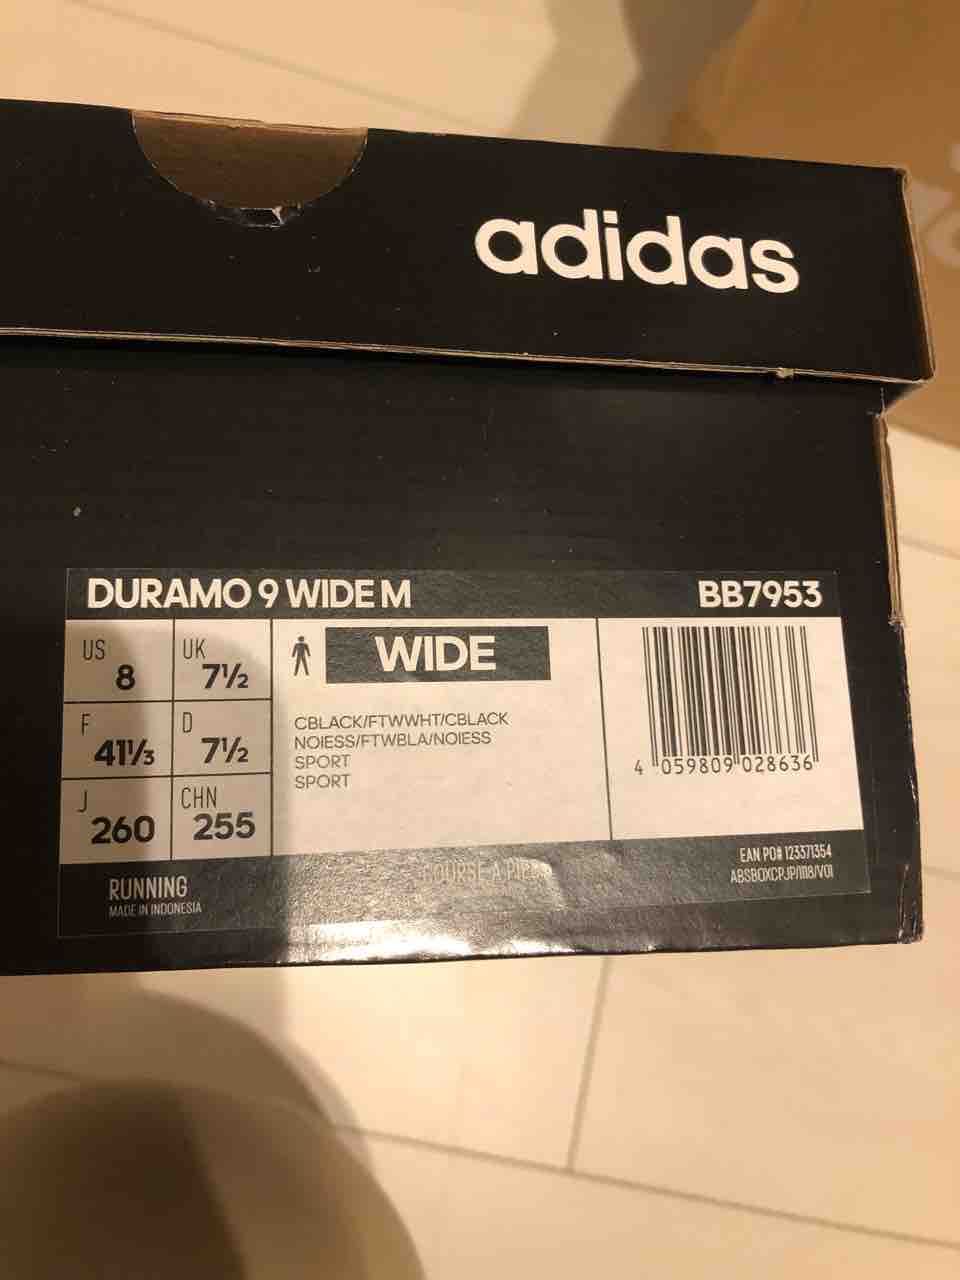 adidas
DURAMO 9 WIDE M
BB7953
US
8
UK
7½
F
41⅓
D
7½
J
260
CHN
255
WIDE
CBLACK/FTWWHT/CBLACK
NOIESS/FTWBLA/NOIESS
SPORT
SPORT
4 059809 028636
RUNNING
MADE IN INDONESIA
COURSE A PIED
EAN PO# 123371354
ABSBOXCPJP/1118/V01